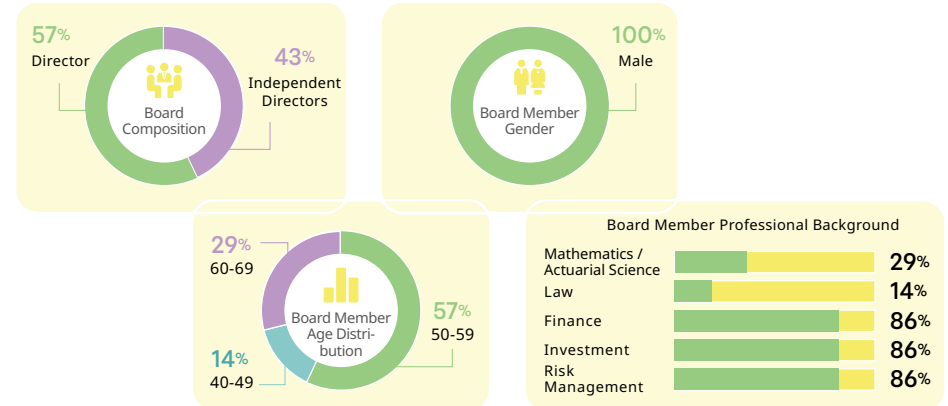 57%
Director
43%
Independent
Directors
Board
Composition
100%
Male
Board Member
Gender
29%
60-69
14%
40-49
57%
50-59
Board Member
Age Distri-
bution
Board Member Professional Background
Mathematics /
Actuarial Science
29%
Law
14%
Finance
86%
Investment
86%
Risk
Management
86%